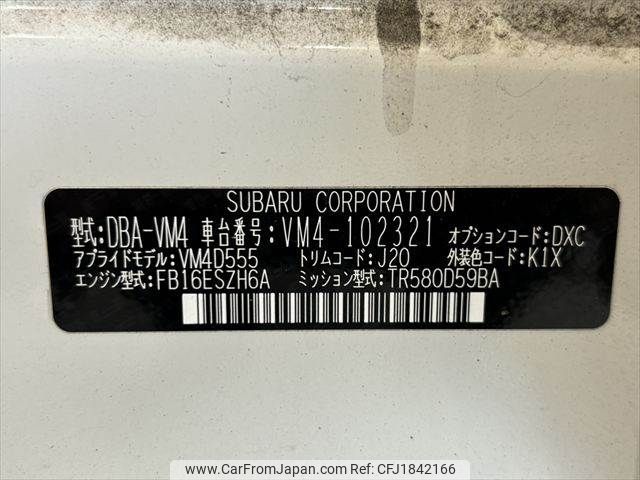 SUBARU CORPORATION
型式:DBA-VM4 車台番号:VM4-102321 オプションコード:DXC
アプライドモデル:VM4D555 トリムコード:J20 外装色コード:K1X
エンジン型式:FB16ESZH6A ミッション型式:TR580D59BA
www.CarFromJapan.com | Ref No. CFJ1842166